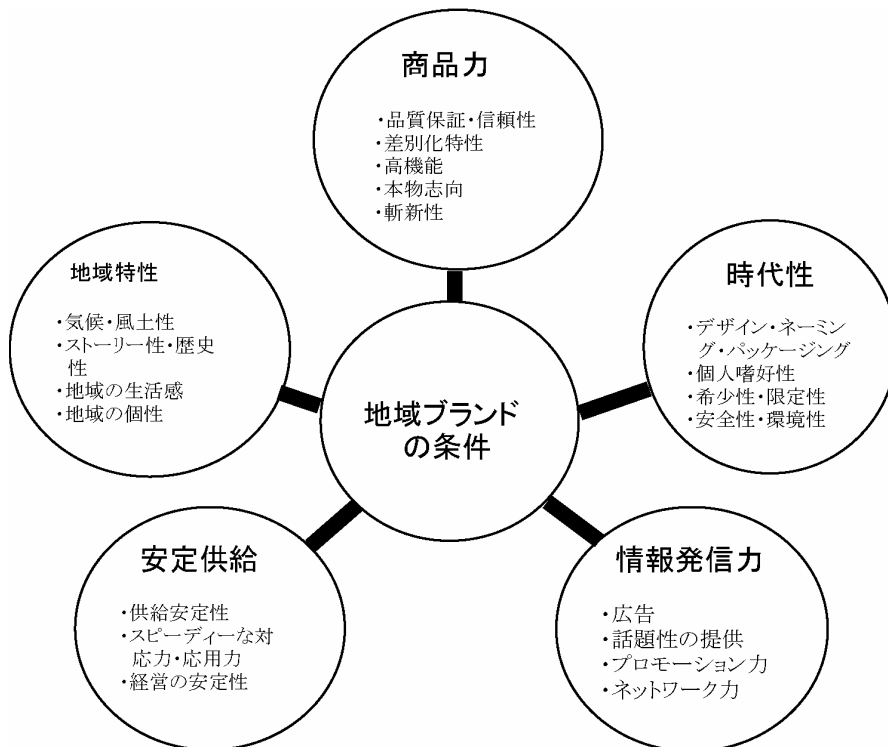 商品力
・品質保証・信頼性
・差別化特性
・高機能
・本物志向
・斬新性
地域特性
・気候・風土性
・ストーリー性・歴史
性
・地域の生活感
・地域の個性
時代性
・デザイン・ネーミン
グ・パッケージング
・個人嗜好性
・希少性・限定性
・安全性・環境性
地域ブランド
の条件
安定供給
・供給安定性
・スピーディーな対
応力・応用力
・経営の安定性
情報発信力
・広告
・話題性の提供
・プロモーション力
・ネットワーク力